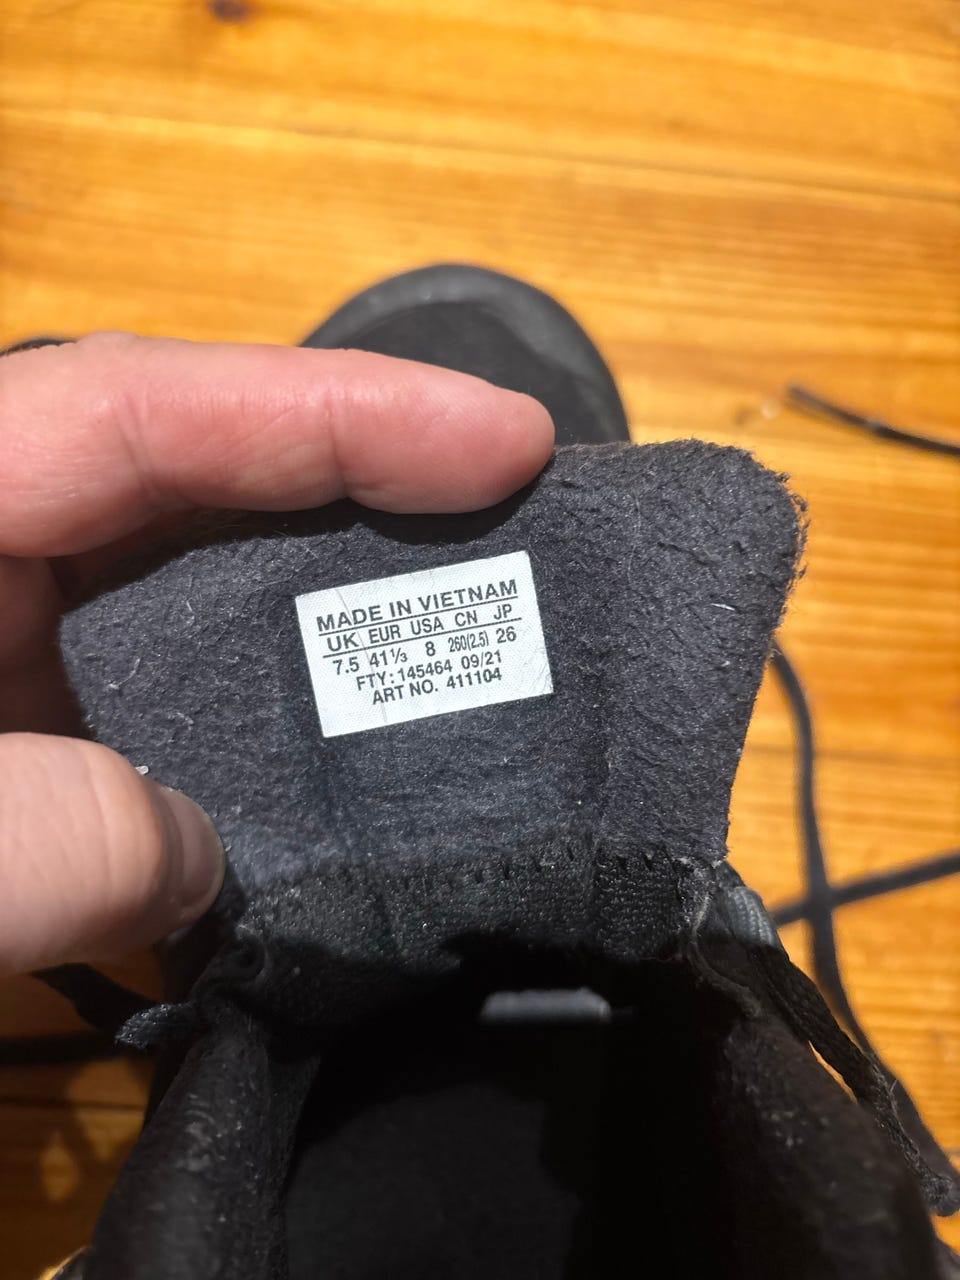 MADE IN VIETNAM
UK EUR USA CN JP
7.5 41⅓ 8 260(2.5) 26
FTY: 145464 09/21
ART NO. 411104